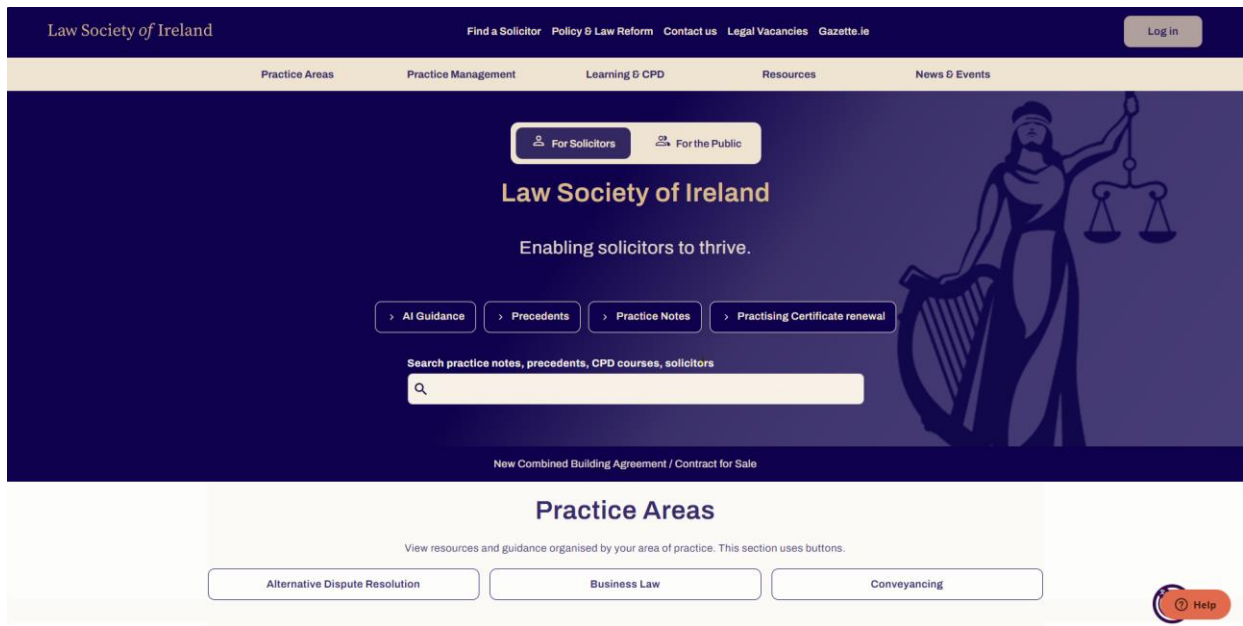 Law Society of Ireland
Find a Solicitor Policy & Law Reform Contact us Legal Vacancies Gazette.ie
Log in
Practice Areas Practice Management Learning & CPD Resources News & Events
For Solicitors For the Public
Law Society of Ireland
Enabling solicitors to thrive.
> AI Guidance > Precedents > Practice Notes > Practising Certificate renewal
Search practice notes, precedents, CPD courses, solicitors
New Combined Building Agreement / Contract for Sale
Practice Areas
View resources and guidance organised by your area of practice. This section uses buttons.
Alternative Dispute Resolution Business Law Conveyancing
Help